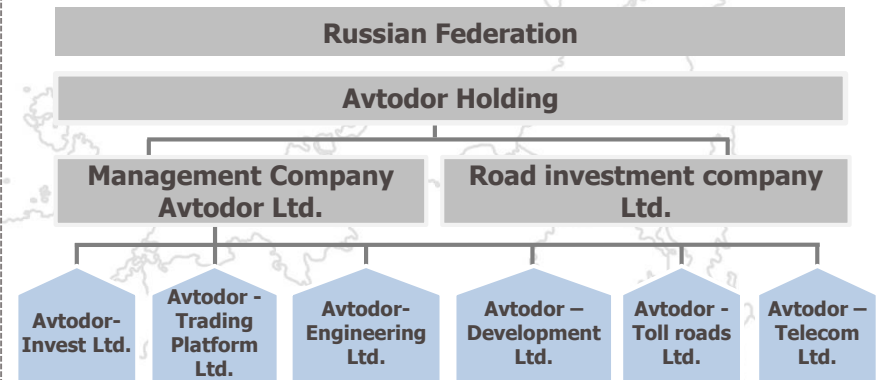 Russian Federation
Avtodor Holding
Management Company
Avtodor Ltd.
Road investment company
Ltd.
Avtodor-
Invest Ltd.
Avtodor -
Trading
Platform
Ltd.
Avtodor-
Engineering
Ltd.
Avtodor –
Development
Ltd.
Avtodor -
Toll roads
Ltd.
Avtodor –
Telecom
Ltd.